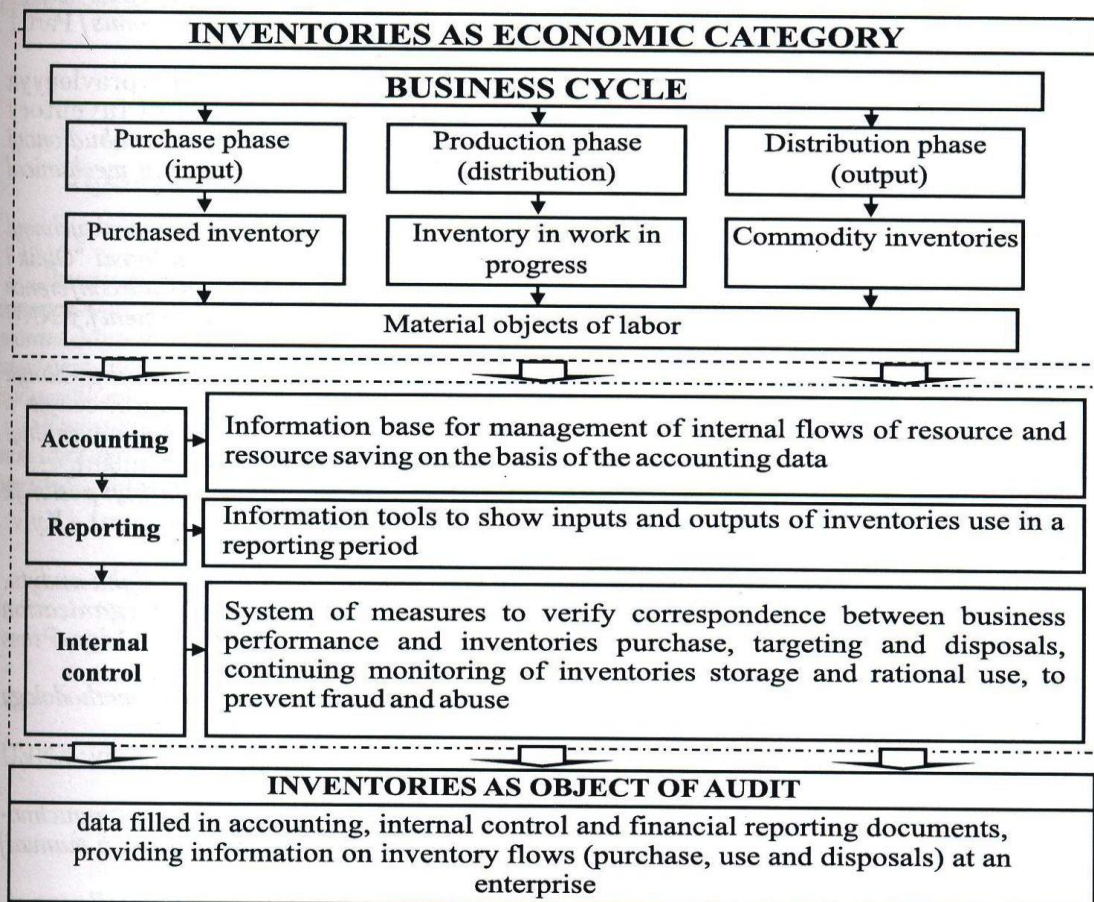 INVENTORIES AS ECONOMIC CATEGORY
BUSINESS CYCLE
Purchase phase
(input)
Production phase
(distribution)
Distribution phase
(output)
Purchased inventory
Inventory in work in
progress
Commodity inventories
Material objects of labor
Accounting
Information base for management of internal flows of resource and
resource saving on the basis of the accounting data
Reporting
Information tools to show inputs and outputs of inventories use in a
reporting period
Internal
control
System of measures to verify correspondence between business
performance and inventories purchase, targeting and disposals,
continuing monitoring of inventories storage and rational use, to
prevent fraud and abuse
INVENTORIES AS OBJECT OF AUDIT
data filled in accounting, internal control and financial reporting documents,
providing information on inventory flows (purchase, use and disposals) at an
enterprise